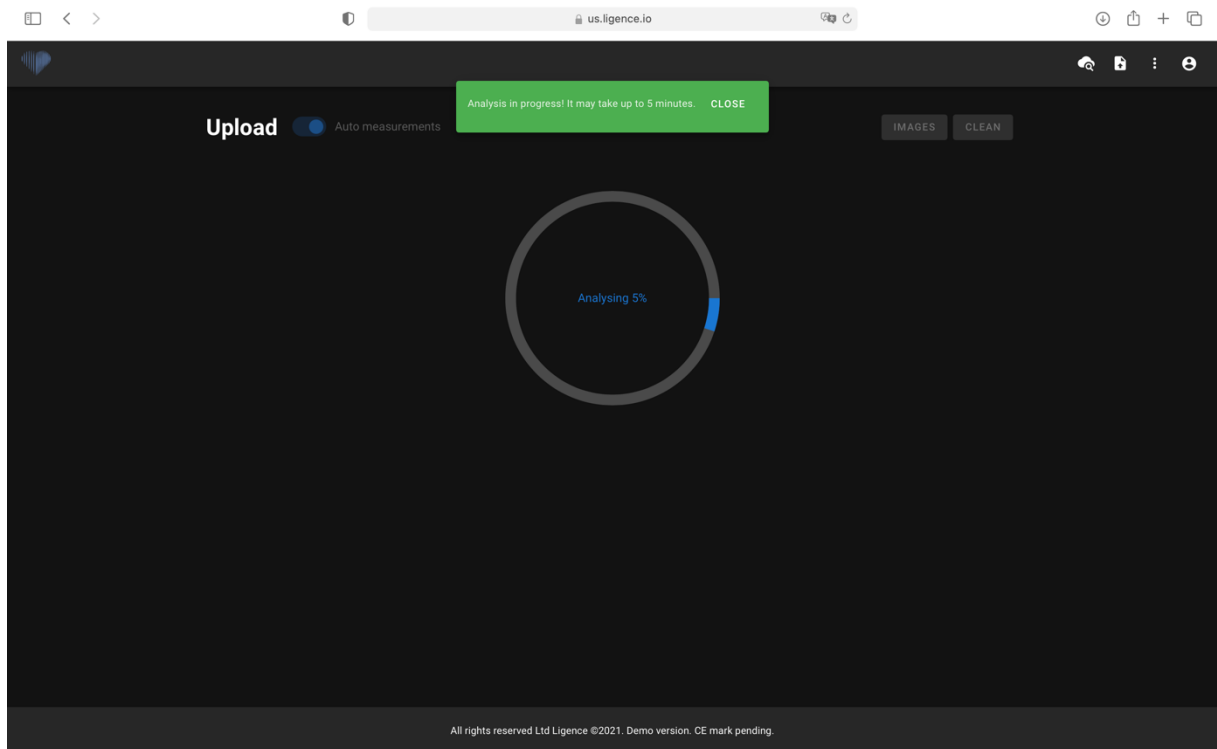 us.ligence.io
Analysis in progress! It may take up to 5 minutes. CLOSE
Upload Auto measurements IMAGES CLEAN
Analysing 5%
All rights reserved Ltd Ligence ©2021. Demo version. CE mark pending.